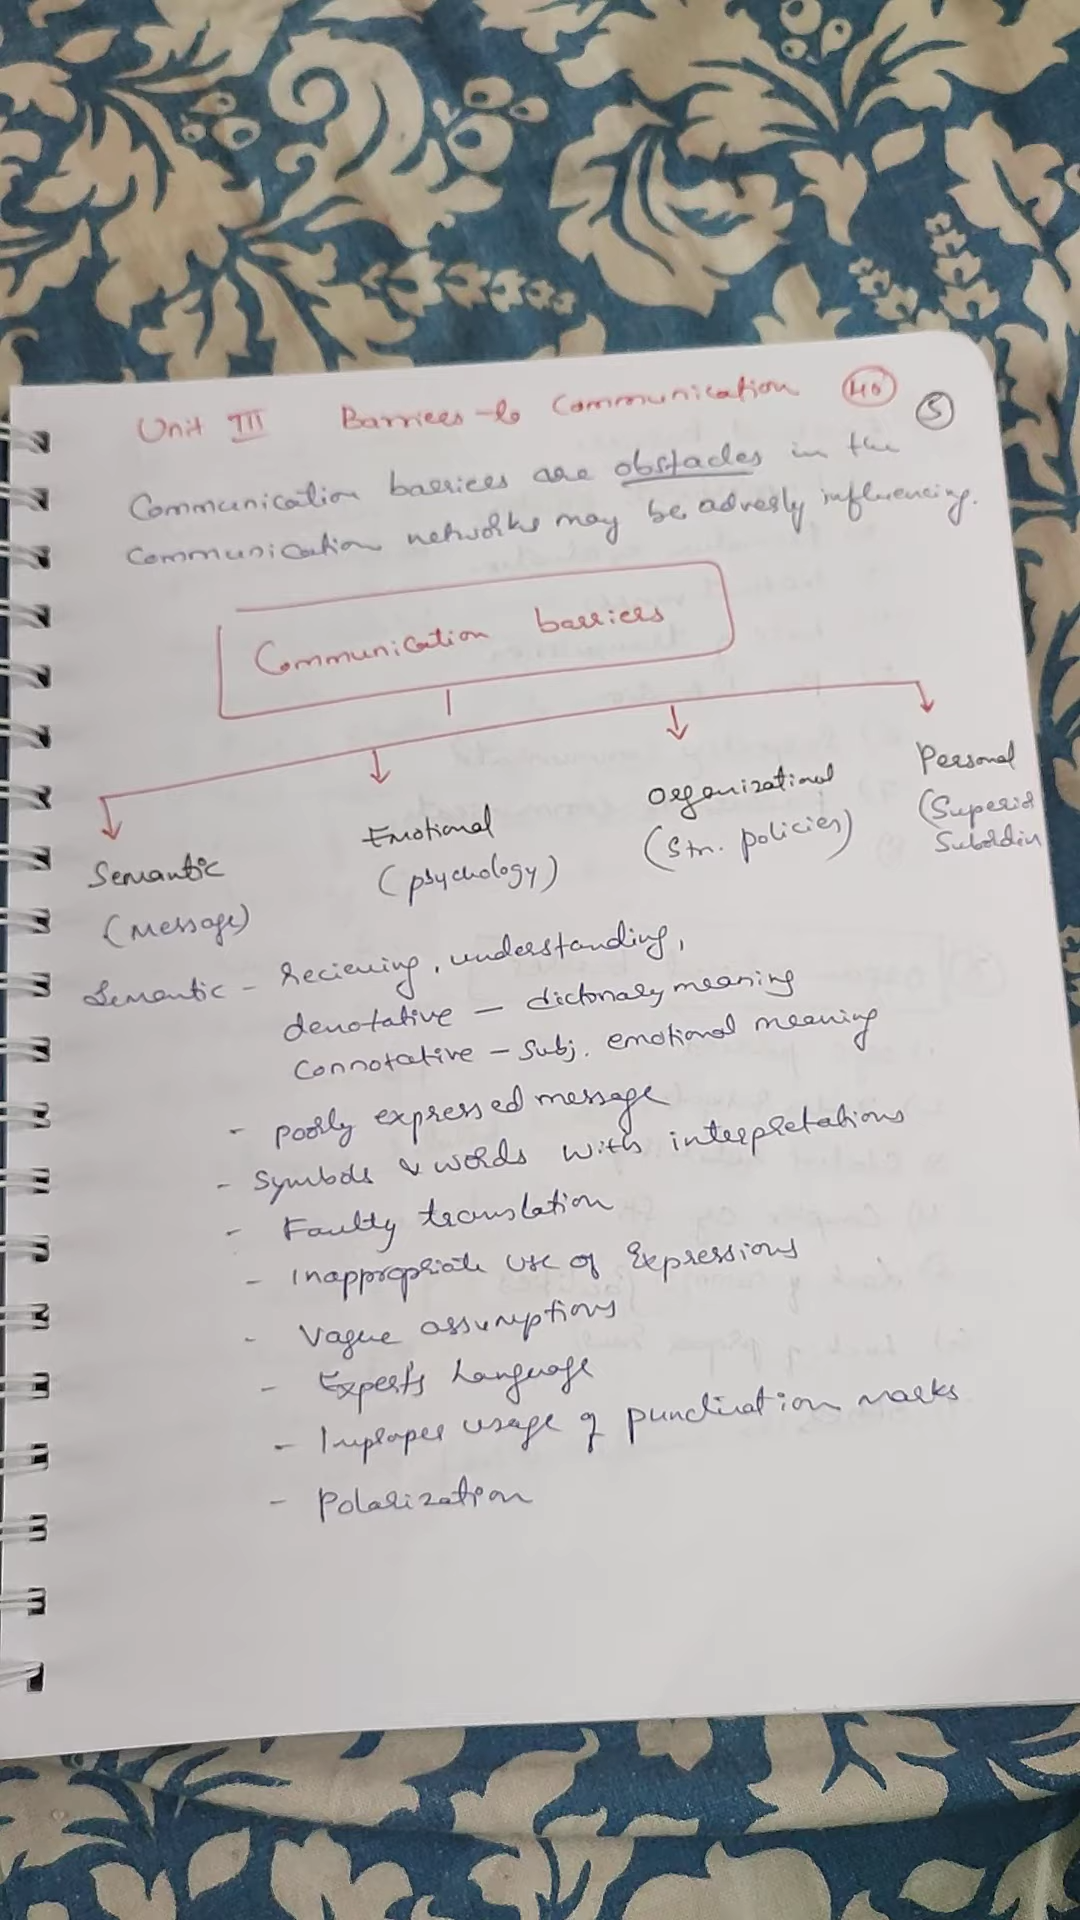 Unit III Barriers to Communication 40 5
Communication barriers are obstacles in the
communication networks may be adversly influencing.
Communication barriers
Semantic
(Message)
Emotional
(psychology)
Organizational
(Str. policies)
Personal
(Superior
Subordin
Semantic - recieving, understanding,
denotative - dictonary meaning
Connotative - Subj. emotional meaning
- poorly expressed message
- Symbols & words with interpretations
- Faulty translation
- Inappropriate use of Expressions
- Vague assumptions
- Experts Language
- Improper usage of punctuation marks
- Polarization